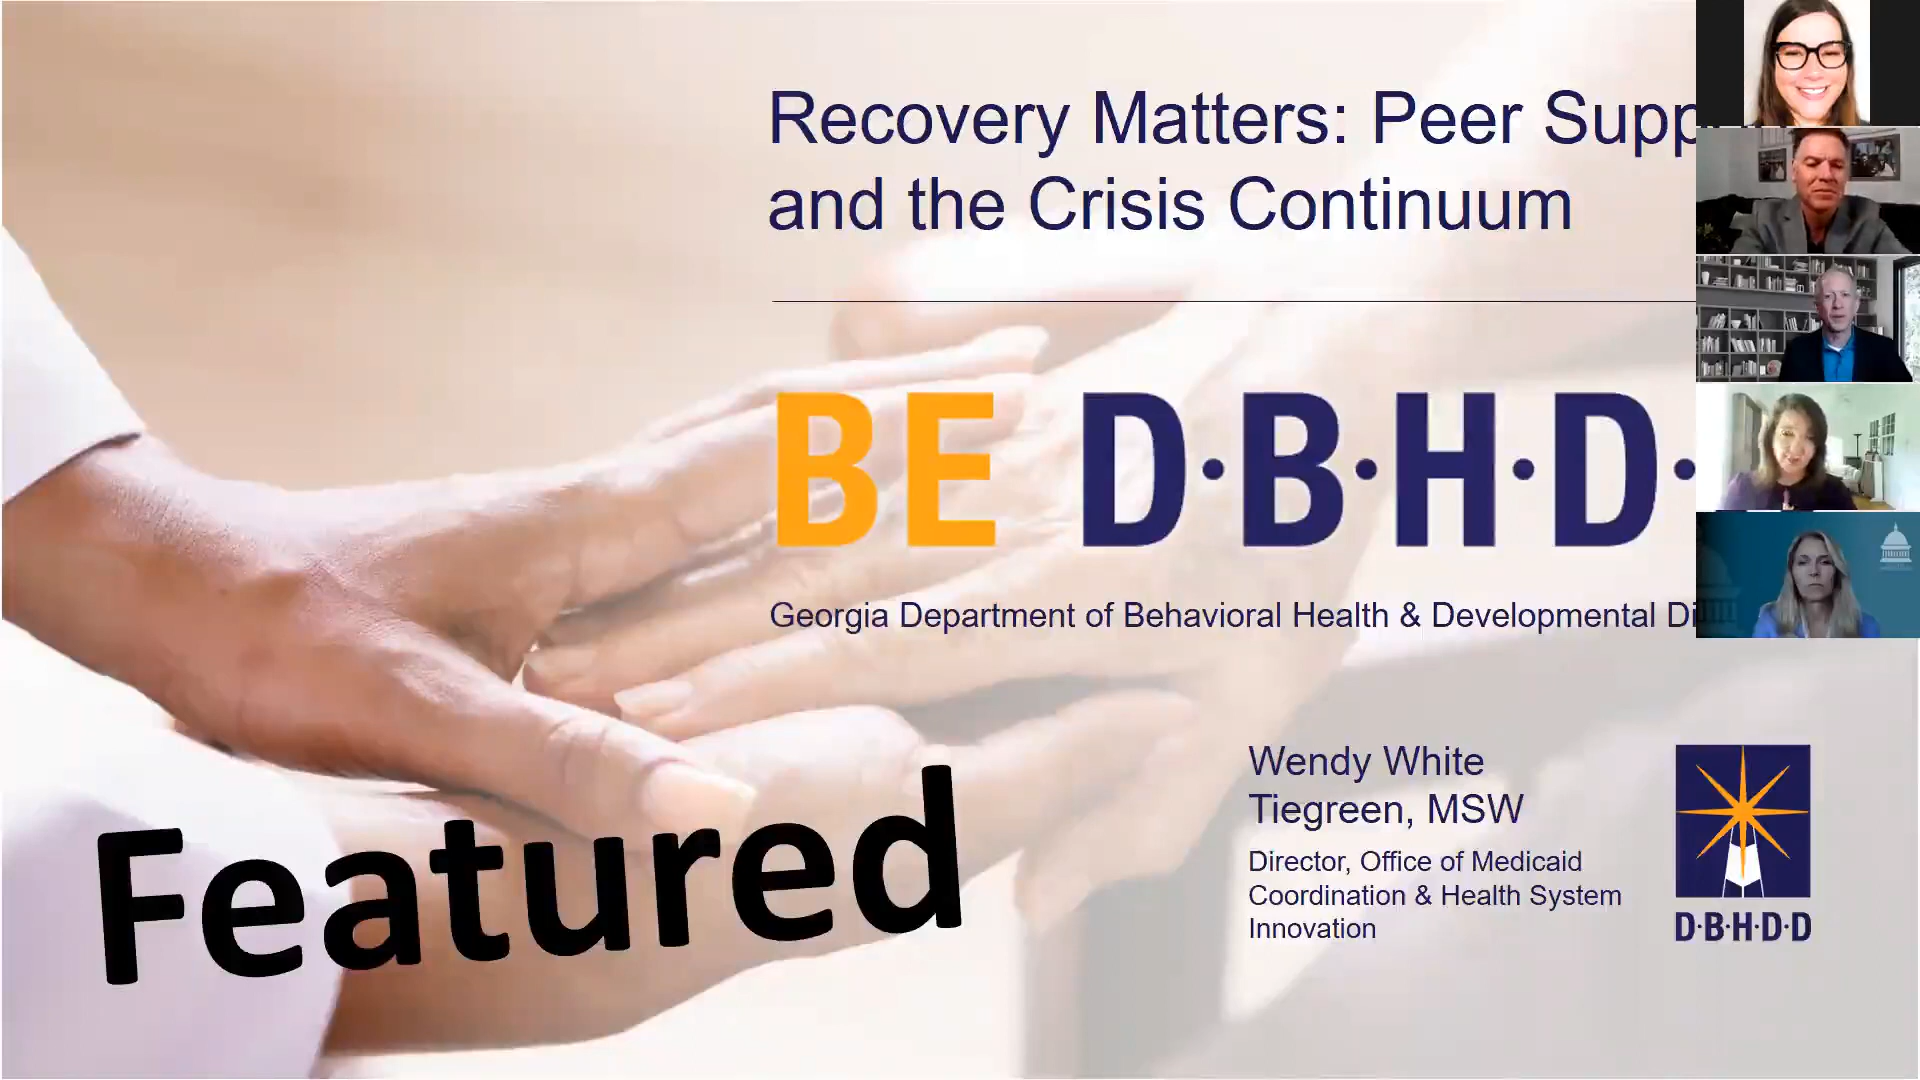 Recovery Matters: Peer Supp
and the Crisis Continuum
BE D·B·H·D·
Georgia Department of Behavioral Health & Developmental Di
Wendy White
Tiegreen, MSW
Director, Office of Medicaid
Coordination & Health System
Innovation
D·B·H·D·D
Featured